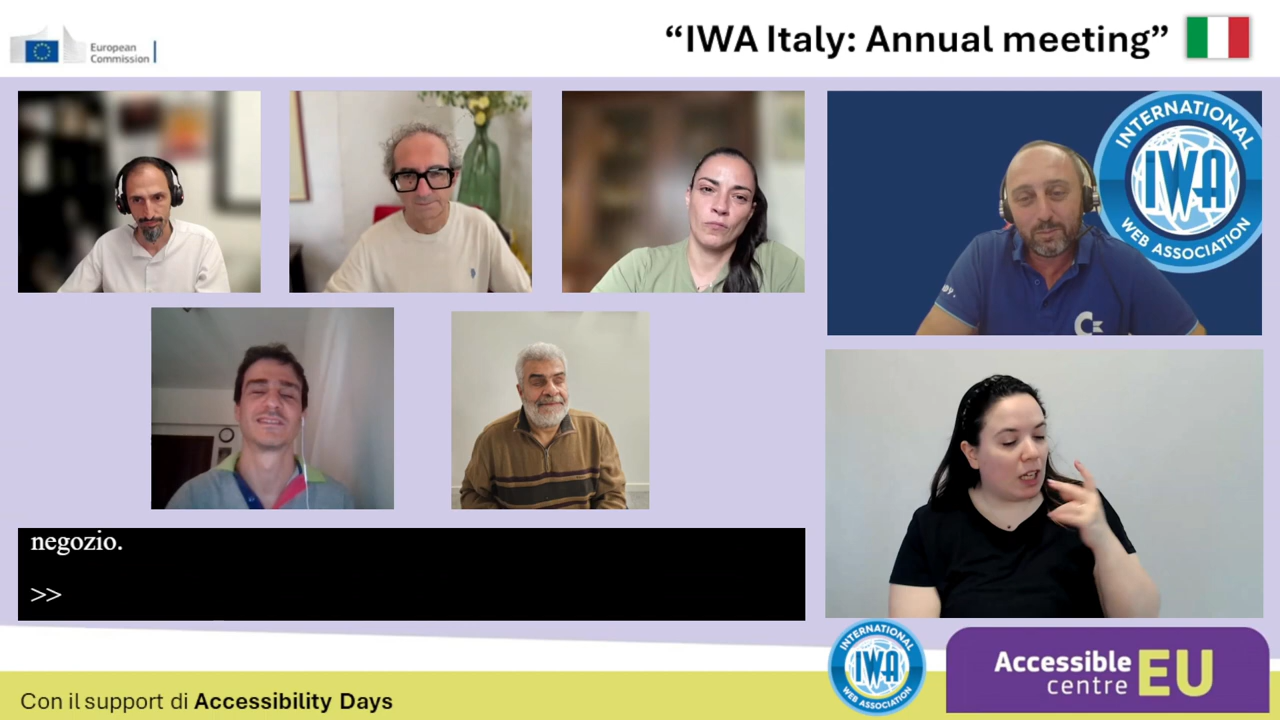 European
Commission
“IWA Italy: Annual meeting”
INTERNATIONAL
IWA
WEB ASSOCIATION
negozio.
>>
INTERNATIONAL
IWA
WEB ASSOCIATION
Accessible
centre
EU
Con il support di Accessibility Days